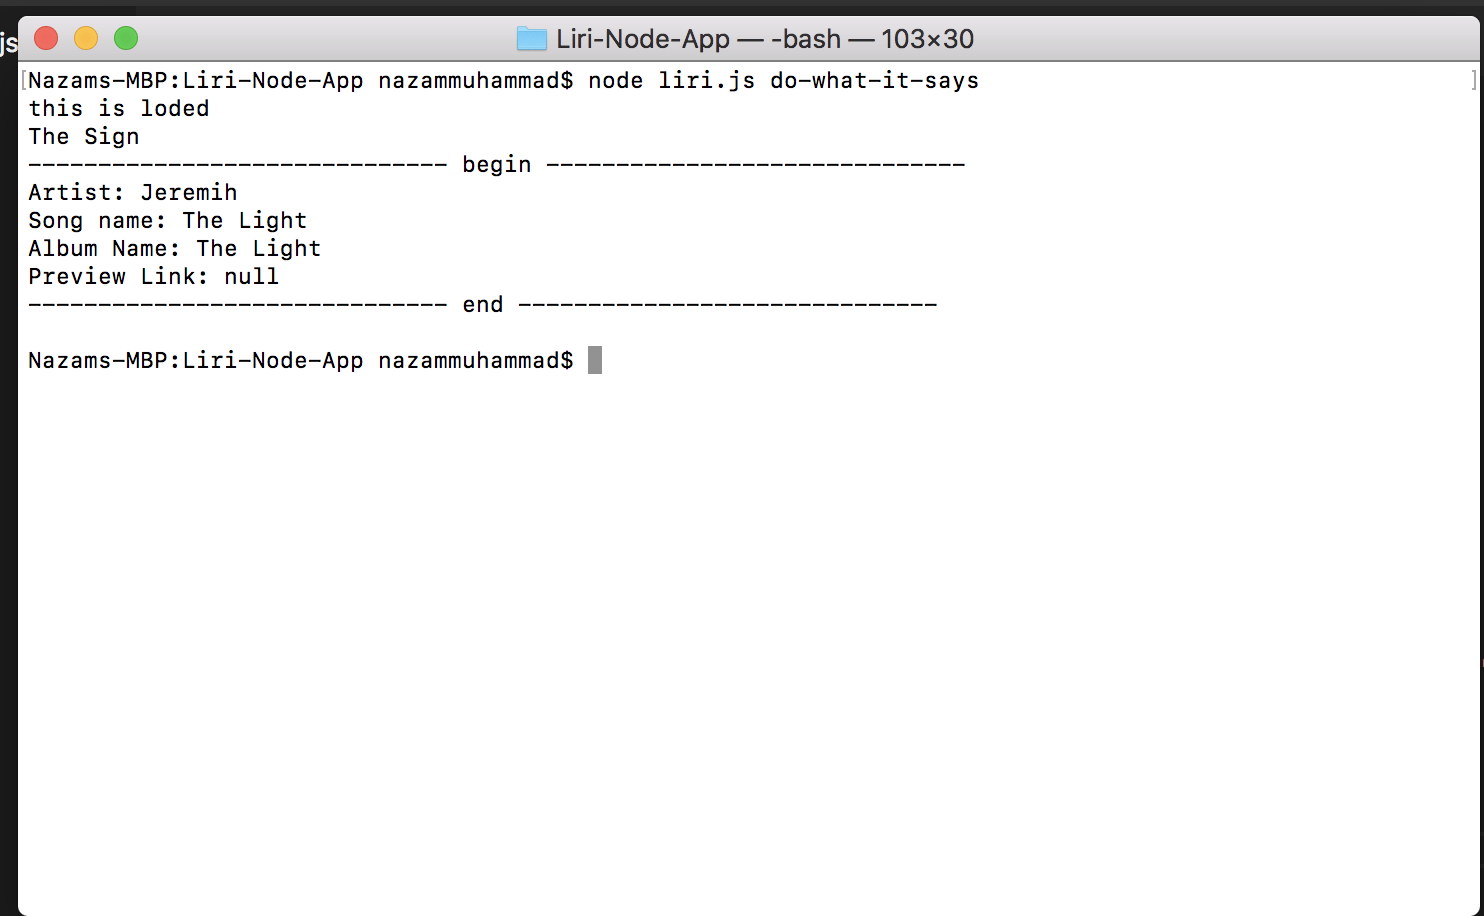 js
Liri-Node-App — -bash — 103×30
[Nazams-MBP:Liri-Node-App nazammuhammad$ node liri.js do-what-it-says ]
this is loded
The Sign
------------------------------ begin ------------------------------
Artist: Jeremih
Song name: The Light
Album Name: The Light
Preview Link: null
------------------------------ end ------------------------------
Nazams-MBP:Liri-Node-App nazammuhammad$